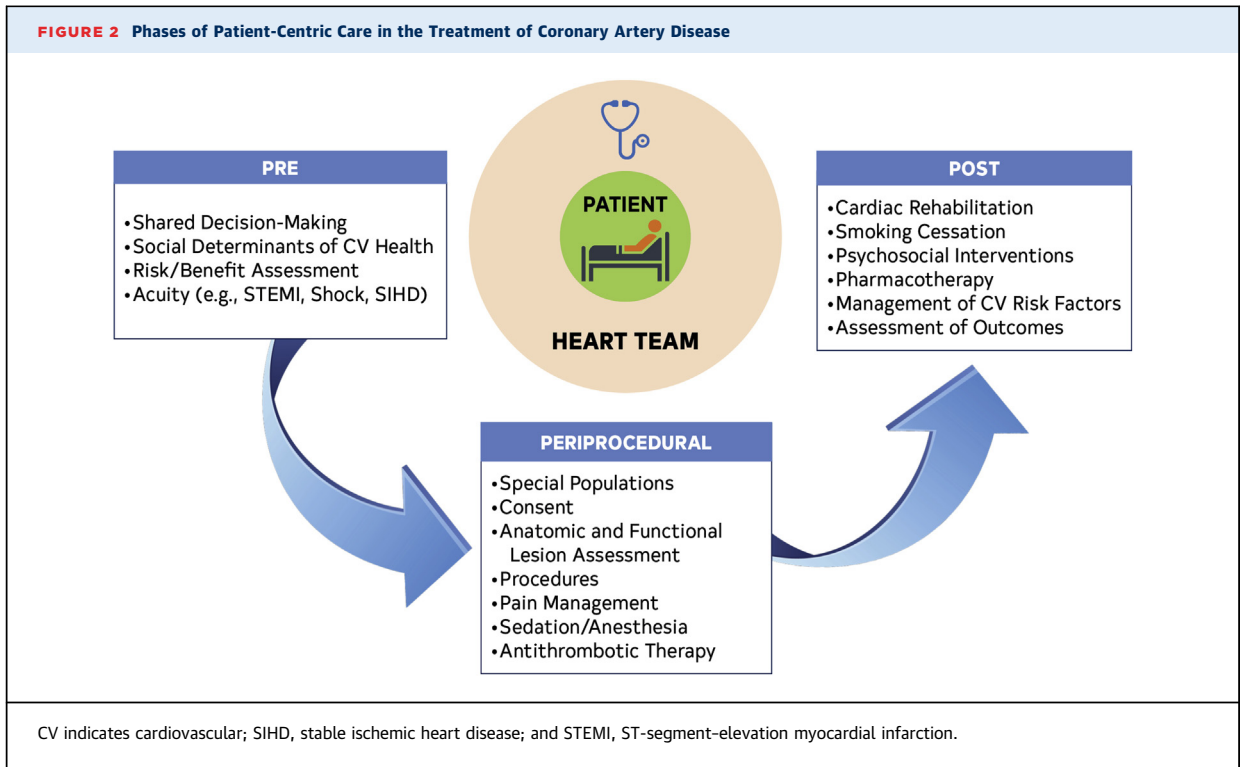 FIGURE 2 Phases of Patient-Centric Care in the Treatment of Coronary Artery Disease
PRE
•Shared Decision-Making
•Social Determinants of CV Health
•Risk/Benefit Assessment
•Acuity (e.g., STEMI, Shock, SIHD)
PATIENT
HEART TEAM
POST
•Cardiac Rehabilitation
•Smoking Cessation
•Psychosocial Interventions
•Pharmacotherapy
•Management of CV Risk Factors
•Assessment of Outcomes
PERIPROCEDURAL
•Special Populations
•Consent
•Anatomic and Functional
Lesion Assessment
•Procedures
•Pain Management
•Sedation/Anesthesia
•Antithrombotic Therapy
CV indicates cardiovascular; SIHD, stable ischemic heart disease; and STEMI, ST-segment-elevation myocardial infarction.